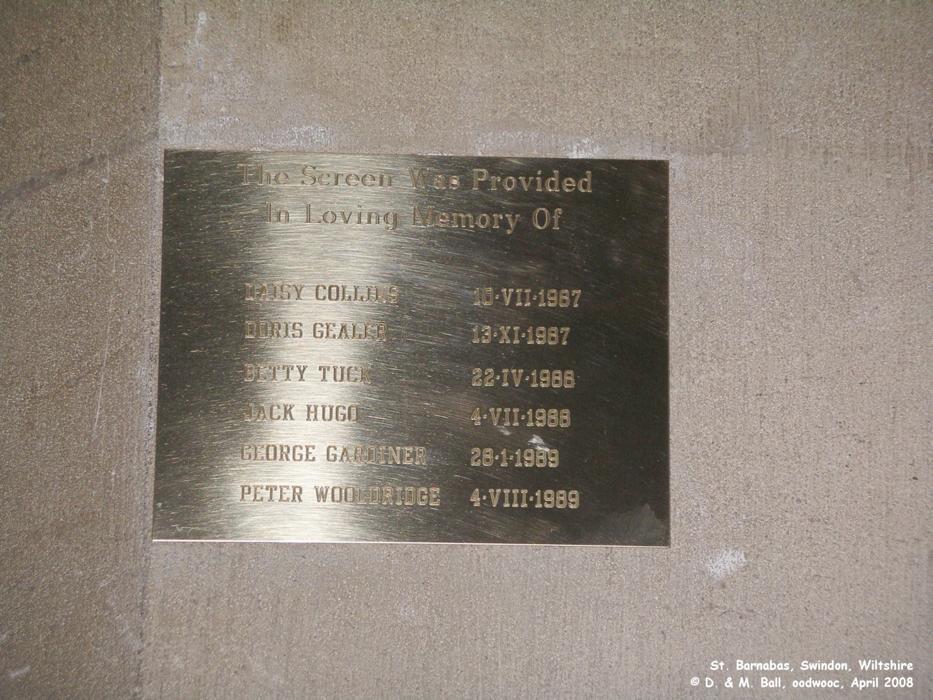 The Screen Was Provided
In Loving Memory Of
DAISY COLLINS 10·VII·1987
DORIS GEALER 13·XI·1987
BETTY TUCK 22·IV·1988
JACK HUGO 4·VII·1988
GEORGE GARDINER 28·1·1989
PETER WOOLDRIDGE 4·VIII·1989
St. Barnabas, Swindon, Wiltshire
© D. & M. Ball, oodwooc, April 2008